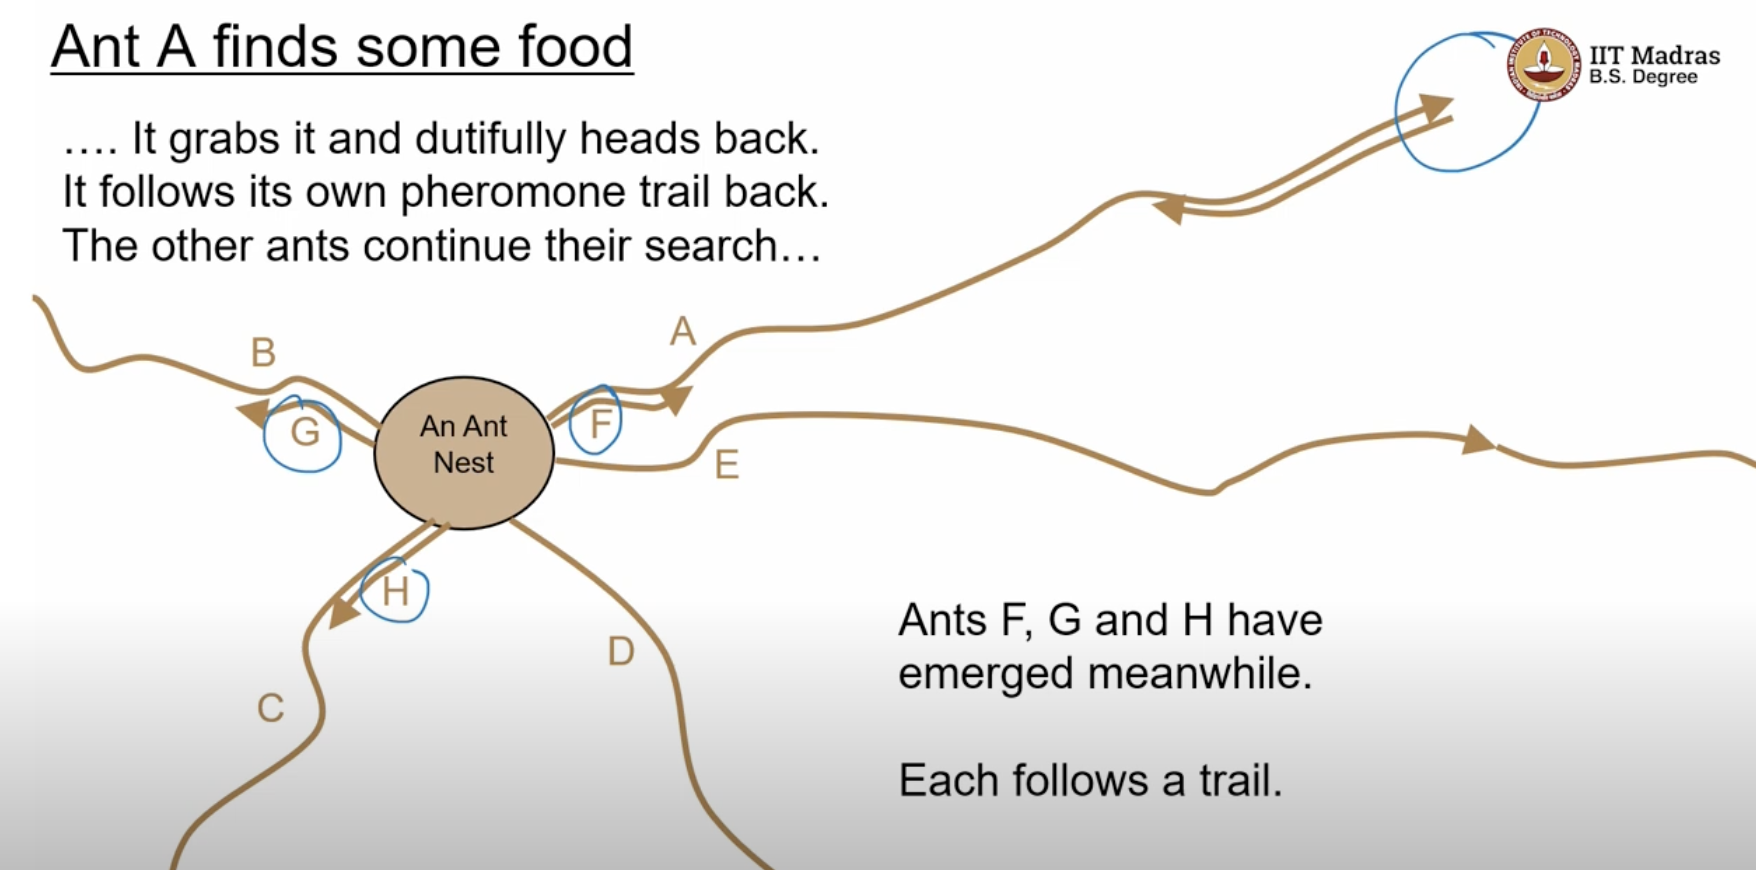 Ant A finds some food
IIT Madras
B.S. Degree
…. It grabs it and dutifully heads back.
It follows its own pheromone trail back.
The other ants continue their search…
A
B
G
An Ant
Nest
F
E
H
D
C
Ants F, G and H have
emerged meanwhile.
Each follows a trail.